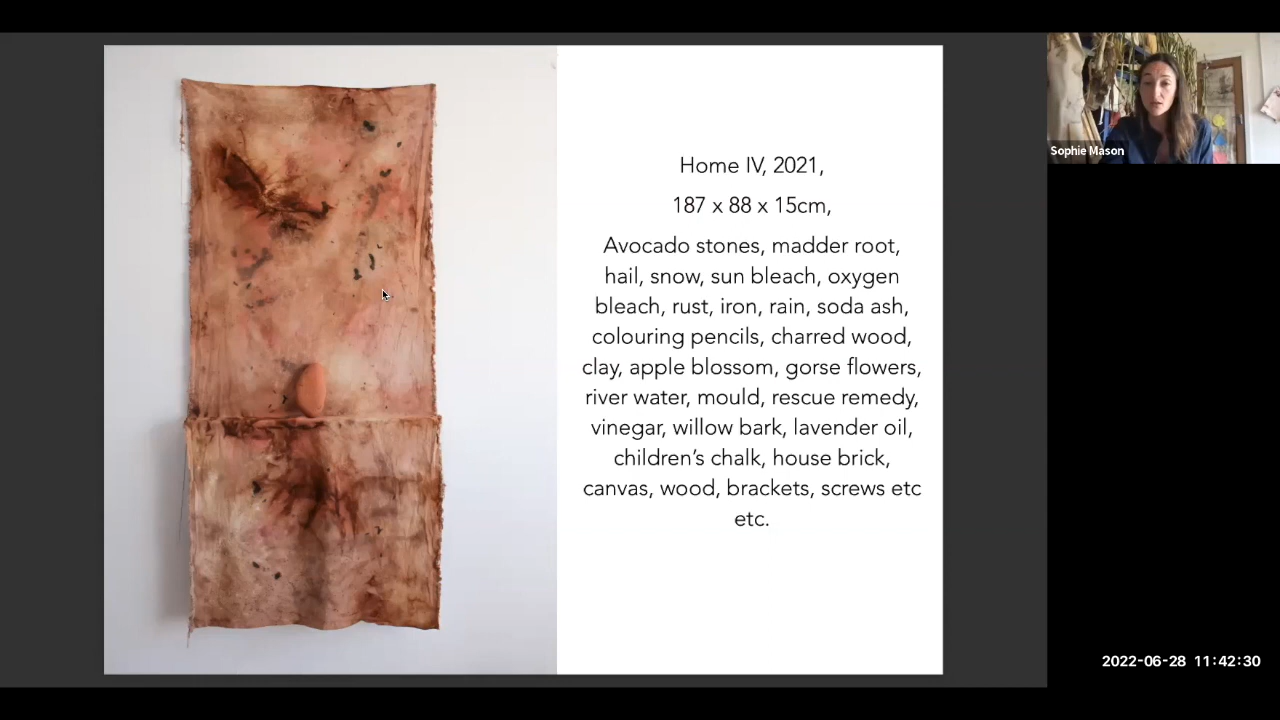 Home IV, 2021,
187 x 88 x 15cm,
Avocado stones, madder root,
hail, snow, sun bleach, oxygen
bleach, rust, iron, rain, soda ash,
colouring pencils, charred wood,
clay, apple blossom, gorse flowers,
river water, mould, rescue remedy,
vinegar, willow bark, lavender oil,
children’s chalk, house brick,
canvas, wood, brackets, screws etc
etc.
Sophie Mason
2022-06-28 11:42:30